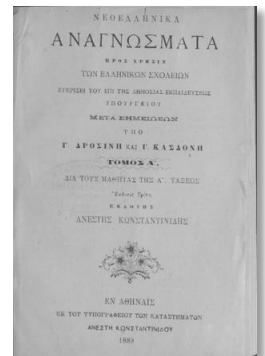 ΝΕΟΕΛΛΗΝΙΚΑ
ΑΝΑΓΝΩΣΜΑΤΑ
ΠΡΟΣ ΧΡΗΣΙΝ
ΤΩΝ ΕΛΛΗΝΙΚΩΝ ΣΧΟΛΕΙΩΝ
ΕΓΚΡΙΣΕΙ ΤΟΥ ΕΠΙ ΤΗΣ ΔΗΜΟΣΙΑΣ ΕΚΠΑΙΔΕΥΣΕΩΣ
ΥΠΟΥΡΓΕΙΟΥ
ΜΕΤΑ ΣΗΜΕΙΩΣΕΩΝ
ΥΠΟ
Γ. ΔΡΟΣΙΝΗ ΚΑΙ Γ. ΚΑΣΔΟΝΗ
ΤΟΜΟΣ Α΄.
ΔΙΑ ΤΟΥΣ ΜΑΘΗΤΑΣ ΤΗΣ Α΄. ΤΑΞΕΩΣ
Ἔκδοσις Τρίτη
ΕΚΔΟΤΗΣ
ΑΝΕΣΤΗΣ ΚΩΝΣΤΑΝΤΙΝΙΔΗΣ
ΕΝ ΑΘΗΝΑΙΣ
ΕΚ ΤΟΥ ΤΥΠΟΓΡΑΦΕΙΟΥ ΤΩΝ ΚΑΤΑΣΤΗΜΑΤΩΝ
ΑΝΕΣΤΗ ΚΩΝΣΤΑΝΤΙΝΙΔΟΥ